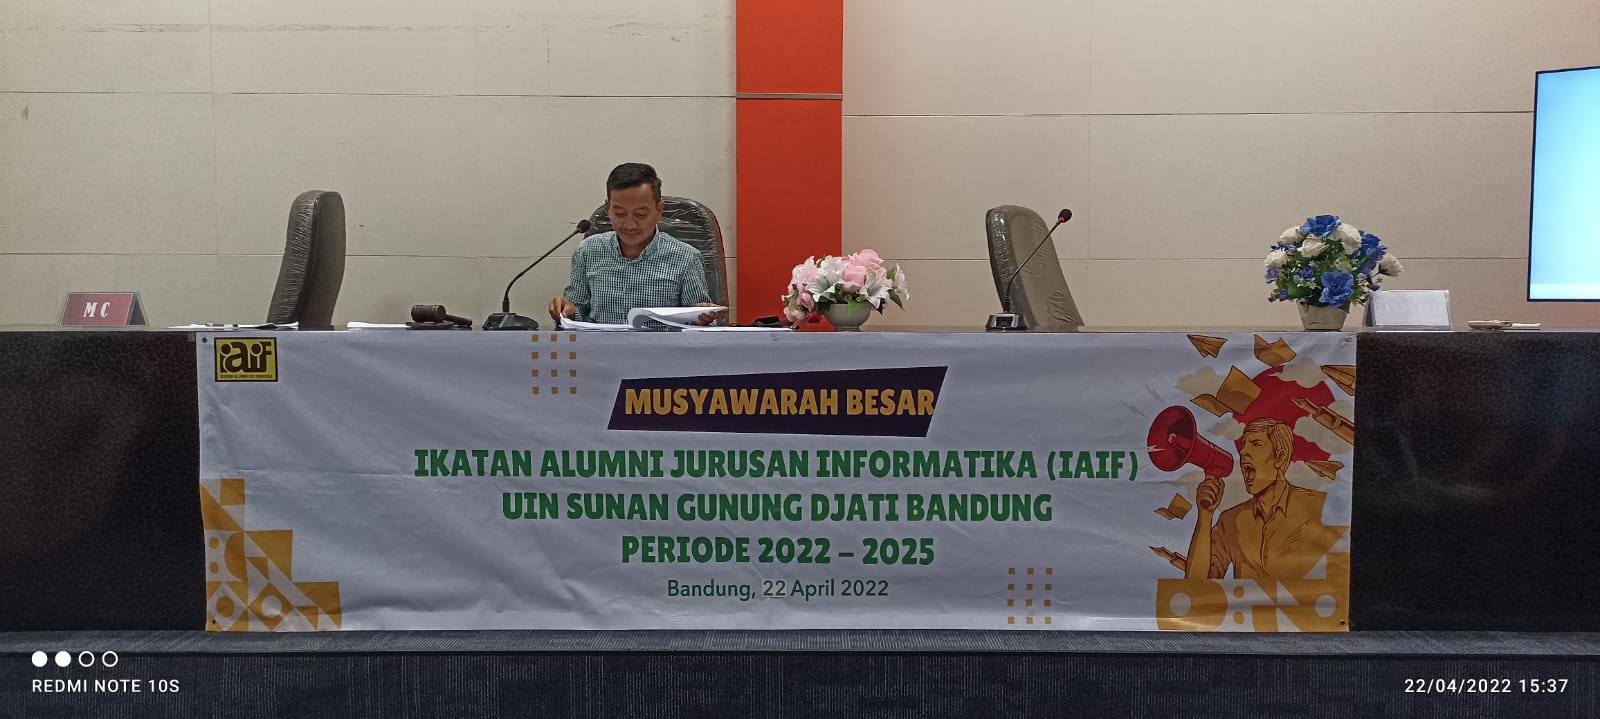 MC
iaiF
MUSYAWARAH BESAR
IKATAN ALUMNI JURUSAN INFORMATIKA (IAIF)
UIN SUNAN GUNUNG DJATI BANDUNG
PERIODE 2022 – 2025
Bandung, 22 April 2022
REDMI NOTE 10S
22/04/2022 15:37